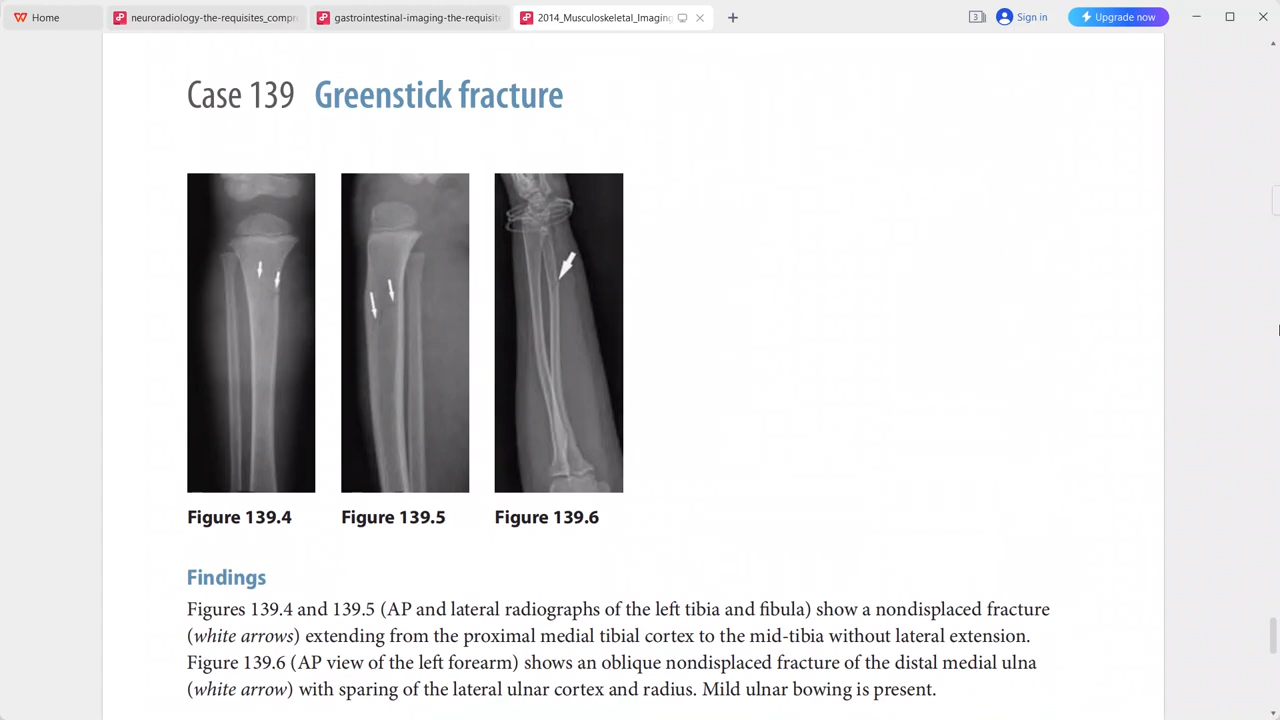 Home
neuroradiology-the-requisites_compr
gastrointestinal-imaging-the-requisite
2014_Musculoskeletal_Imaging
3
Sign in
Upgrade now
Case 139 Greenstick fracture
Figure 139.4
Figure 139.5
Figure 139.6
Findings
Figures 139.4 and 139.5 (AP and lateral radiographs of the left tibia and fibula) show a nondisplaced fracture
(white arrows) extending from the proximal medial tibial cortex to the mid-tibia without lateral extension.
Figure 139.6 (AP view of the left forearm) shows an oblique nondisplaced fracture of the distal medial ulna
(white arrow) with sparing of the lateral ulnar cortex and radius. Mild ulnar bowing is present.